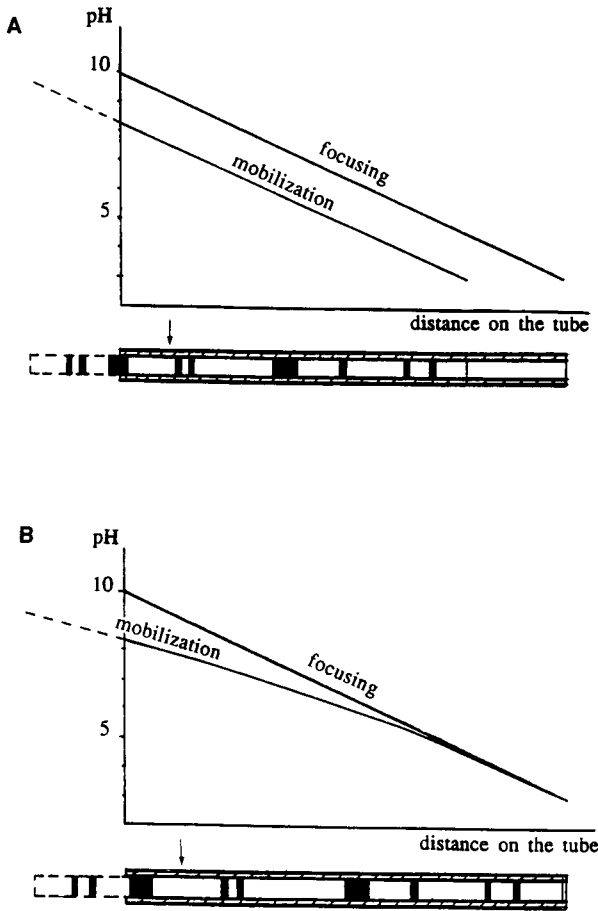 A
pH
10
focusing
mobilization
5
distance on the tube
B
pH
10
mobilization
focusing
5
distance on the tube